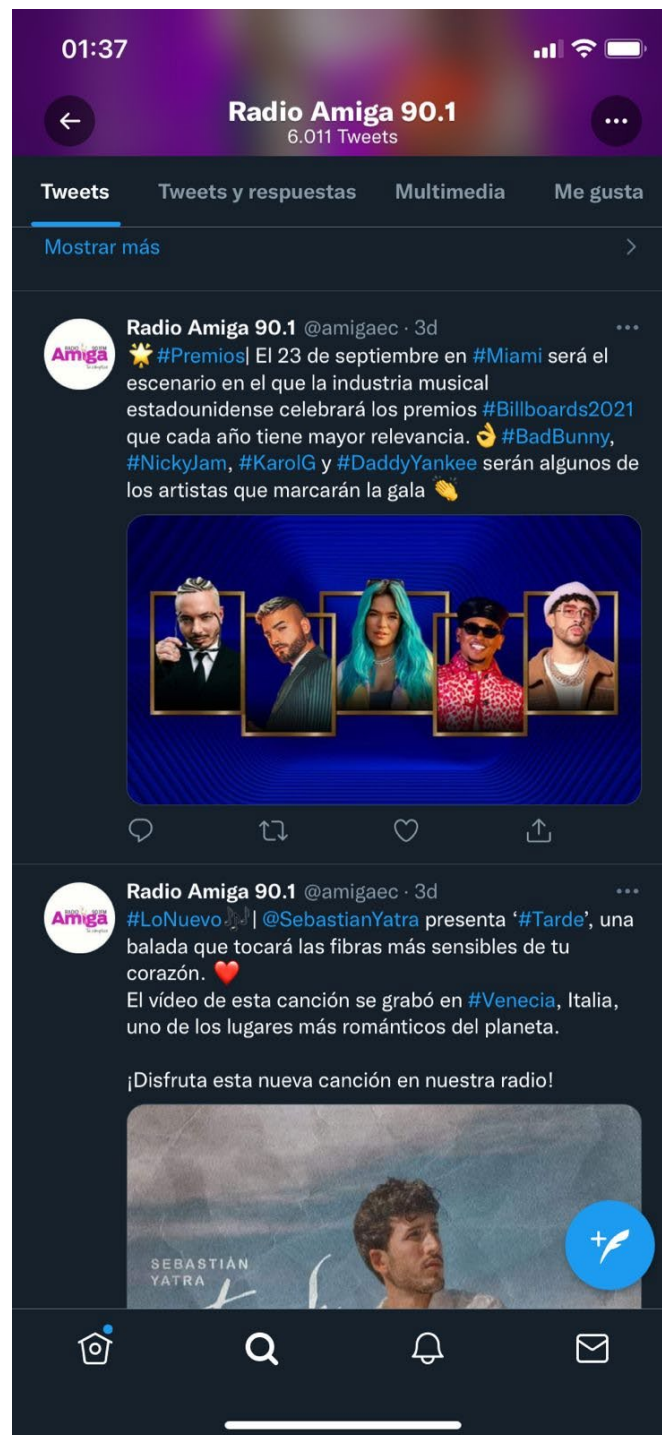 01:37
Radio Amiga 90.1
6.011 Tweets
Tweets
Tweets y respuestas
Multimedia
Me gusta
Mostrar más
Radio Amiga 90.1 @amigaec · 3d
Amiga
🌟#Premios| El 23 de septiembre en #Miami será el
escenario en el que la industria musical
estadounidense celebrará los premios #Billboards2021
que cada año tiene mayor relevancia. 👌#BadBunny,
#NickyJam, #KarolG y #DaddyYankee serán algunos de
los artistas que marcarán la gala 👏
Radio Amiga 90.1 @amigaec · 3d
Amiga
#LoNuevo🎶| @SebastianYatra presenta ‘#Tarde’, una
balada que tocará las fibras más sensibles de tu
corazón. ❤️
El vídeo de esta canción se grabó en #Venecia, Italia,
uno de los lugares más románticos del planeta.
¡Disfruta esta nueva canción en nuestra radio!
SEBASTIÁN
YATRA